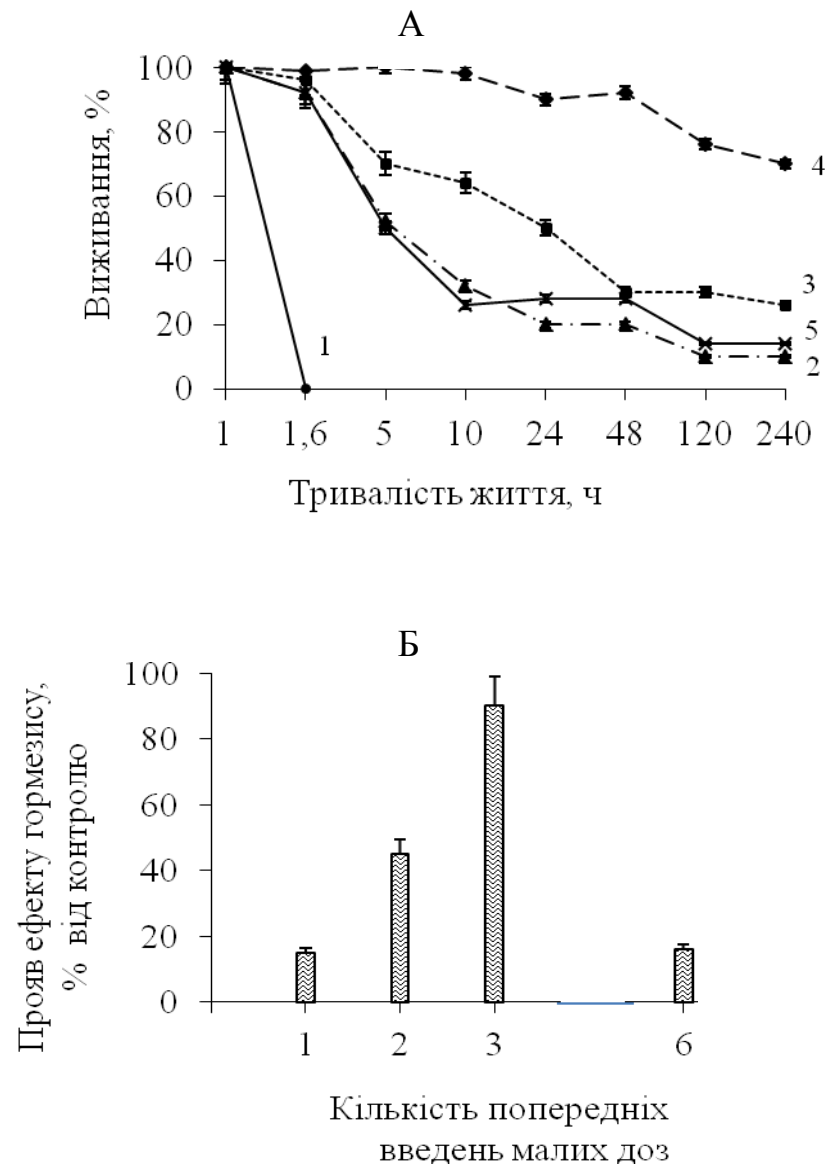 А
Виживання, %
100
80
60
40
20
0
1
4
3
5
2
1 1,6 5 10 24 48 120 240
Тривалість життя, ч
Б
Прояв ефекту гормезису,
% від контролю
100
80
60
40
20
0
1 2 3 6
Кількість попередніх
введень малих доз